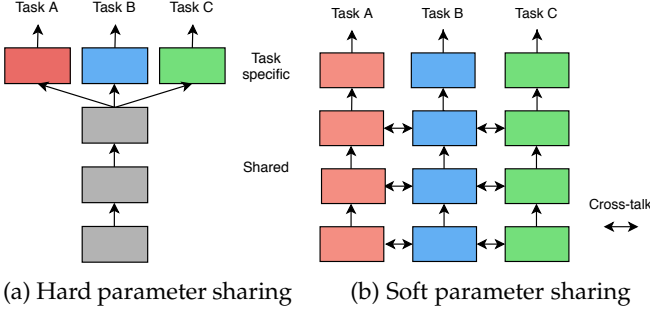 Task A Task B Task C
Task specific
Shared
(a) Hard parameter sharing
Task A Task B Task C
Cross-talk
(b) Soft parameter sharing